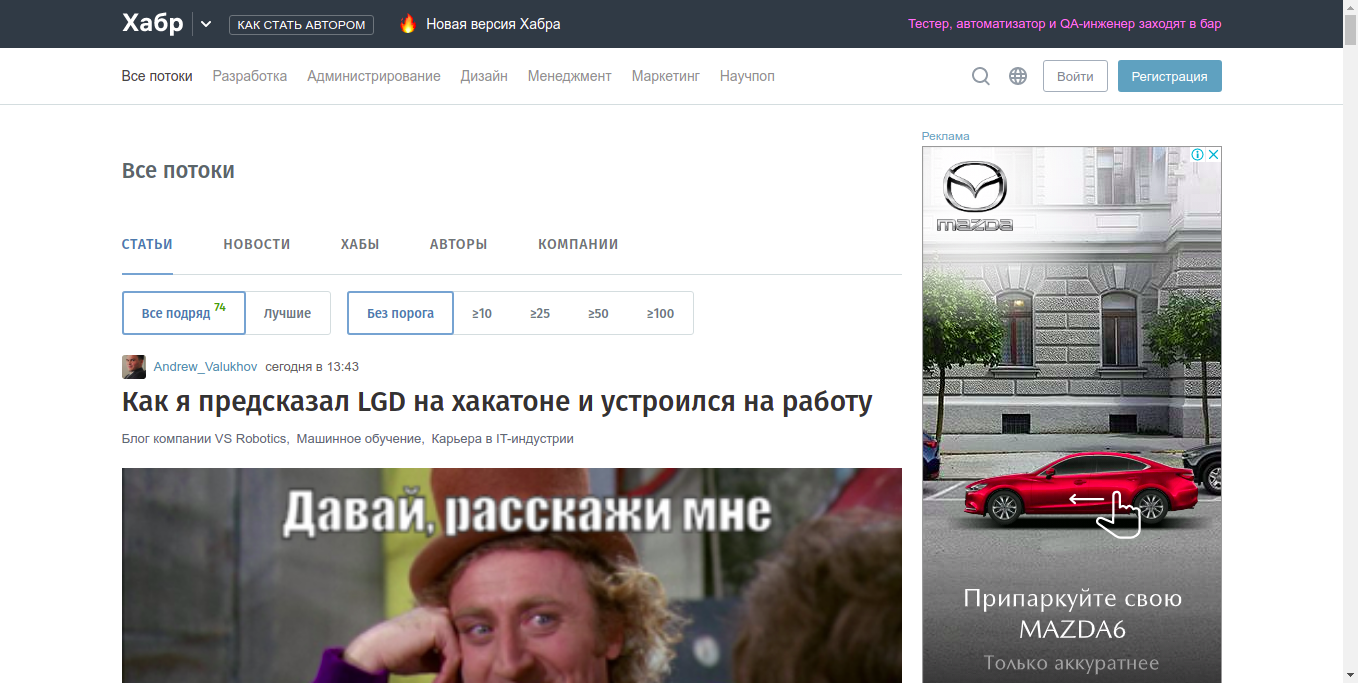 Хабр
КАК СТАТЬ АВТОРОМ
Новая версия Хабра
Тестер, автоматизатор и QA-инженер заходят в бар
Все потоки Разработка Администрирование Дизайн Менеджмент Маркетинг Научпоп
Войти
Регистрация
Реклама
Все потоки
СТАТЬИ НОВОСТИ ХАБЫ АВТОРЫ КОМПАНИИ
Все подряд 74 Лучшие
Без порога ≥10 ≥25 ≥50 ≥100
Andrew_Valukhov сегодня в 13:43
Как я предсказал LGD на хакатоне и устроился на работу
Блог компании VS Robotics, Машинное обучение, Карьера в IT-индустрии
Давай, расскажи мне
mazda
Припаркуйте свою
MAZDA6
Только аккуратнее